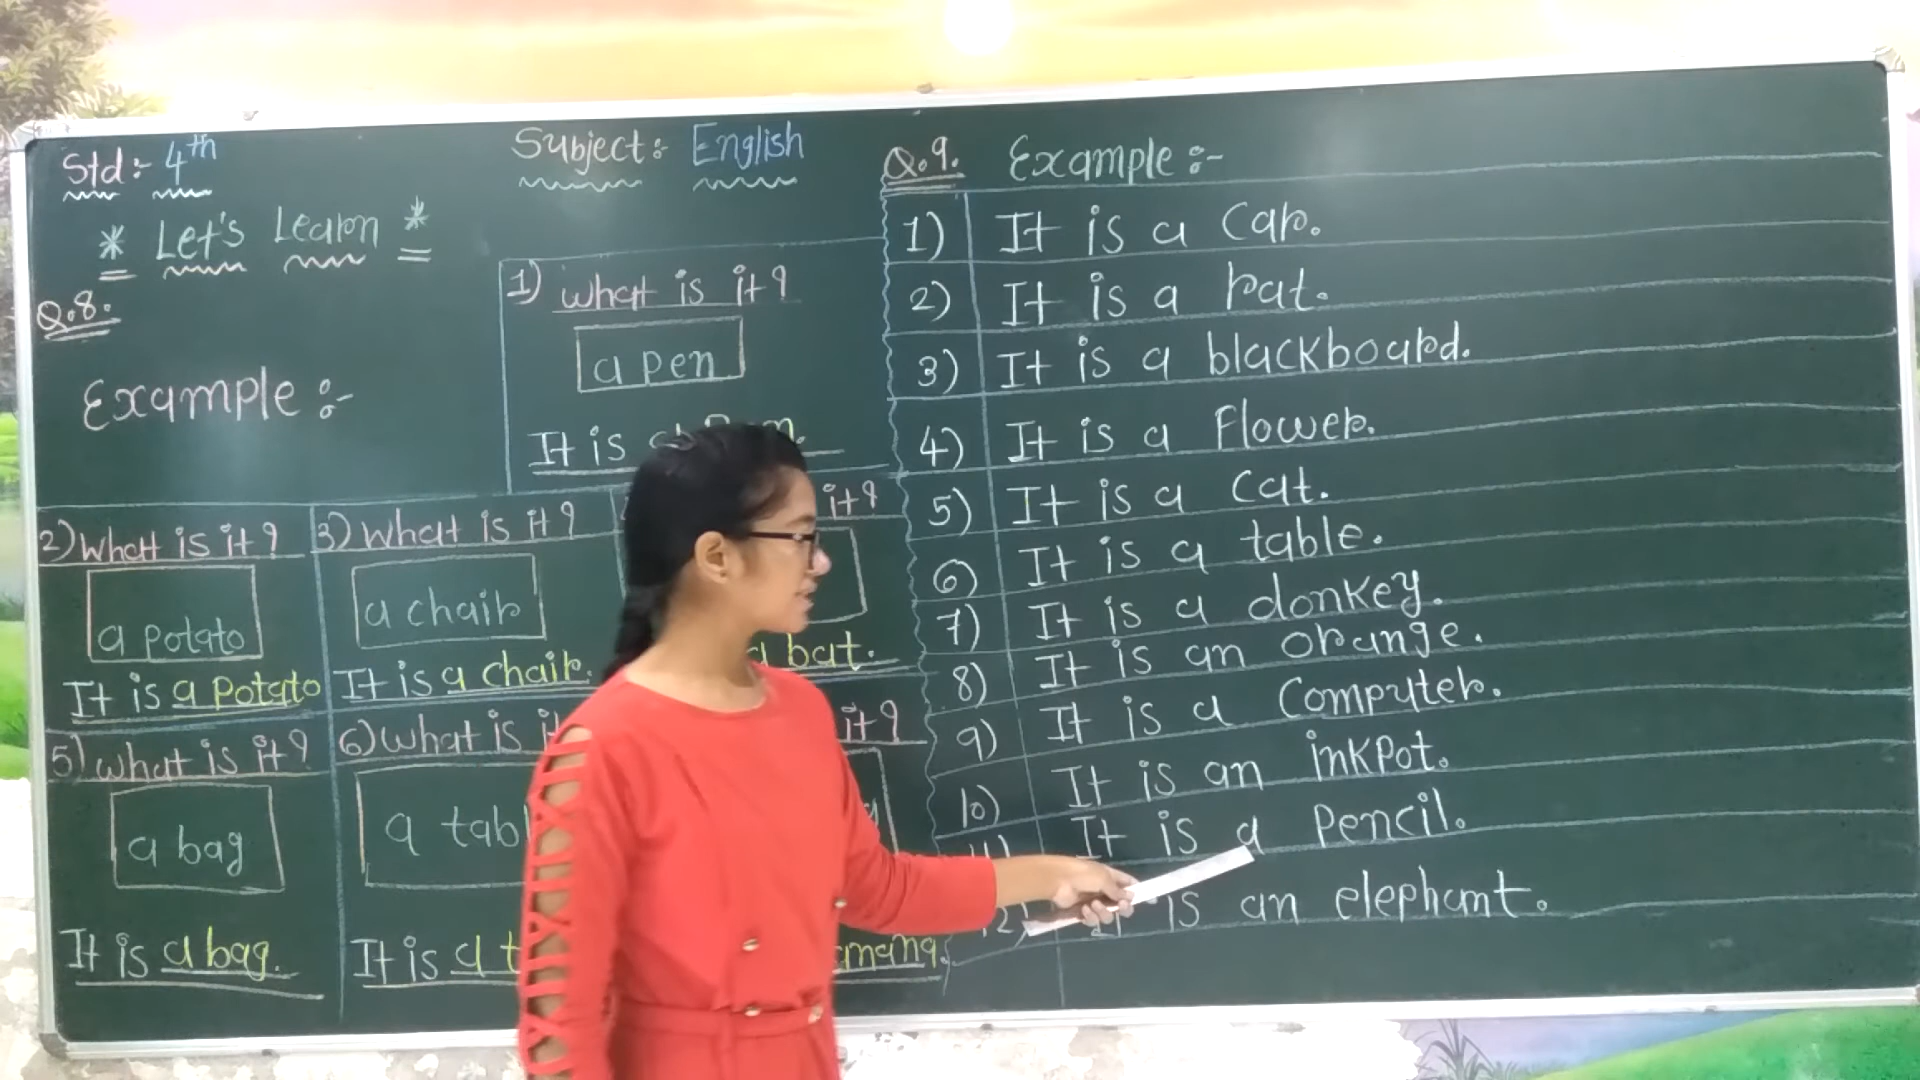 Std:- 4th
Subject:- English
* Let's Learn *
Q.8.
Example:-
1) what is it?
a pen
It is a
2) What is it?
a potato
It is a potato
3) What is it?
a chair
It is a chair.
it?
a bat.
5) what is it?
a bag
It is a bag.
6) what is it
a tab
It is a t
it?
Q.9. Example:-
1) It is a Car.
2) It is a rat.
3) It is a blackboard.
4) It is a Flower.
5) It is a cat.
6) It is a table.
7) It is a donkey.
8) It is an orange.
9) It is a Computer.
10) It is an inkpot.
11) It is a Pencil.
12) It is an elephant.